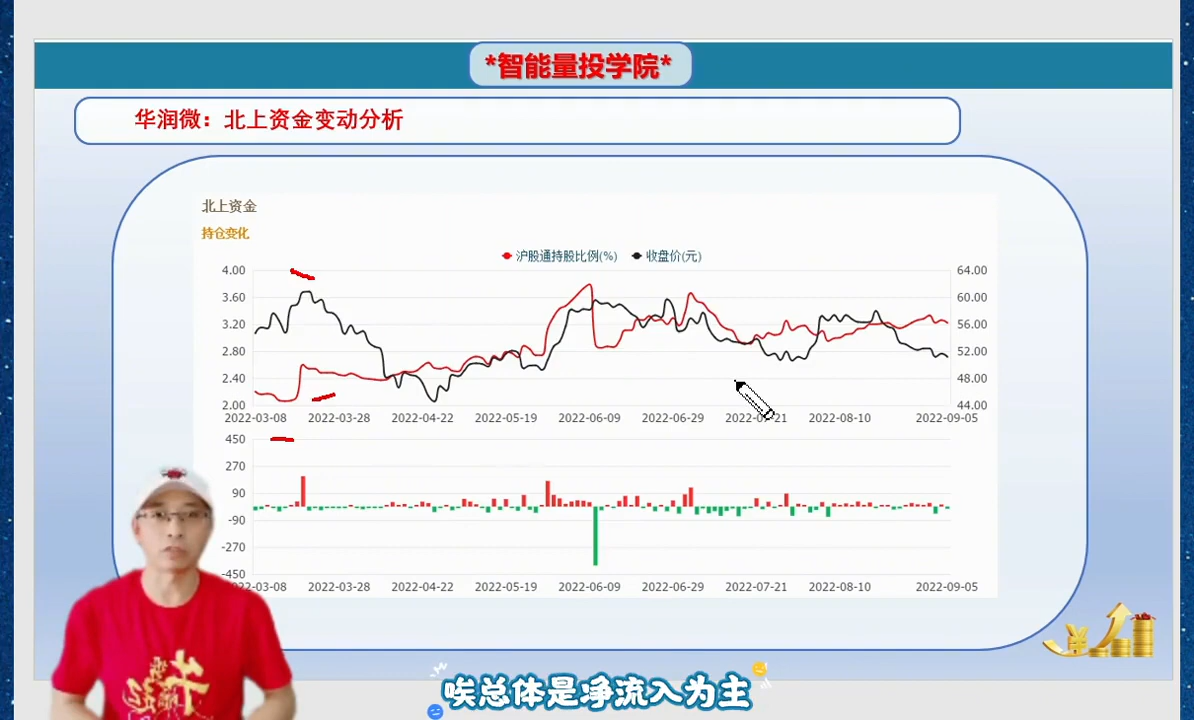 *智能量投学院*
华润微：北上资金变动分析
北上资金
持仓变化
沪股通持股比例(%) 收盘价(元)
4.00 64.00
3.60 60.00
3.20 56.00
2.80 52.00
2.40 48.00
2.00 44.00
2022-03-08 2022-03-28 2022-04-22 2022-05-19 2022-06-09 2022-06-29 2022-07-21 2022-08-10 2022-09-05
450
270
90
-90
-270
-450
2022-03-08 2022-03-28 2022-04-22 2022-05-19 2022-06-09 2022-06-29 2022-07-21 2022-08-10 2022-09-05
唉总体是净流入为主